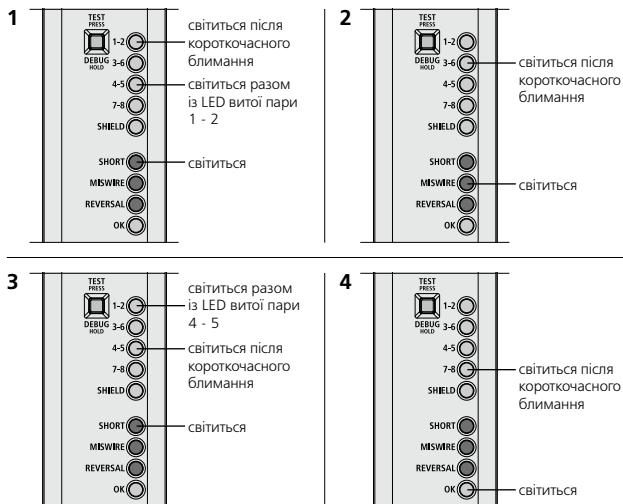 1
TEST
PRESS
DEBUG
HOLD
1-2
3-6
4-5
7-8
SHIELD
SHORT
MISWIRE
REVERSAL
OK
світиться після
короткочасного
блимання
світиться разом
із LED витої пари
1 - 2
світиться
2
TEST
PRESS
DEBUG
HOLD
1-2
3-6
4-5
7-8
SHIELD
SHORT
MISWIRE
REVERSAL
OK
світиться після
короткочасного
блимання
світиться
3
TEST
PRESS
DEBUG
HOLD
1-2
3-6
4-5
7-8
SHIELD
SHORT
MISWIRE
REVERSAL
OK
світиться разом
із LED витої пари
4 - 5
світиться після
короткочасного
блимання
світиться
4
TEST
PRESS
DEBUG
HOLD
1-2
3-6
4-5
7-8
SHIELD
SHORT
MISWIRE
REVERSAL
OK
світиться після
короткочасного
блимання
світиться